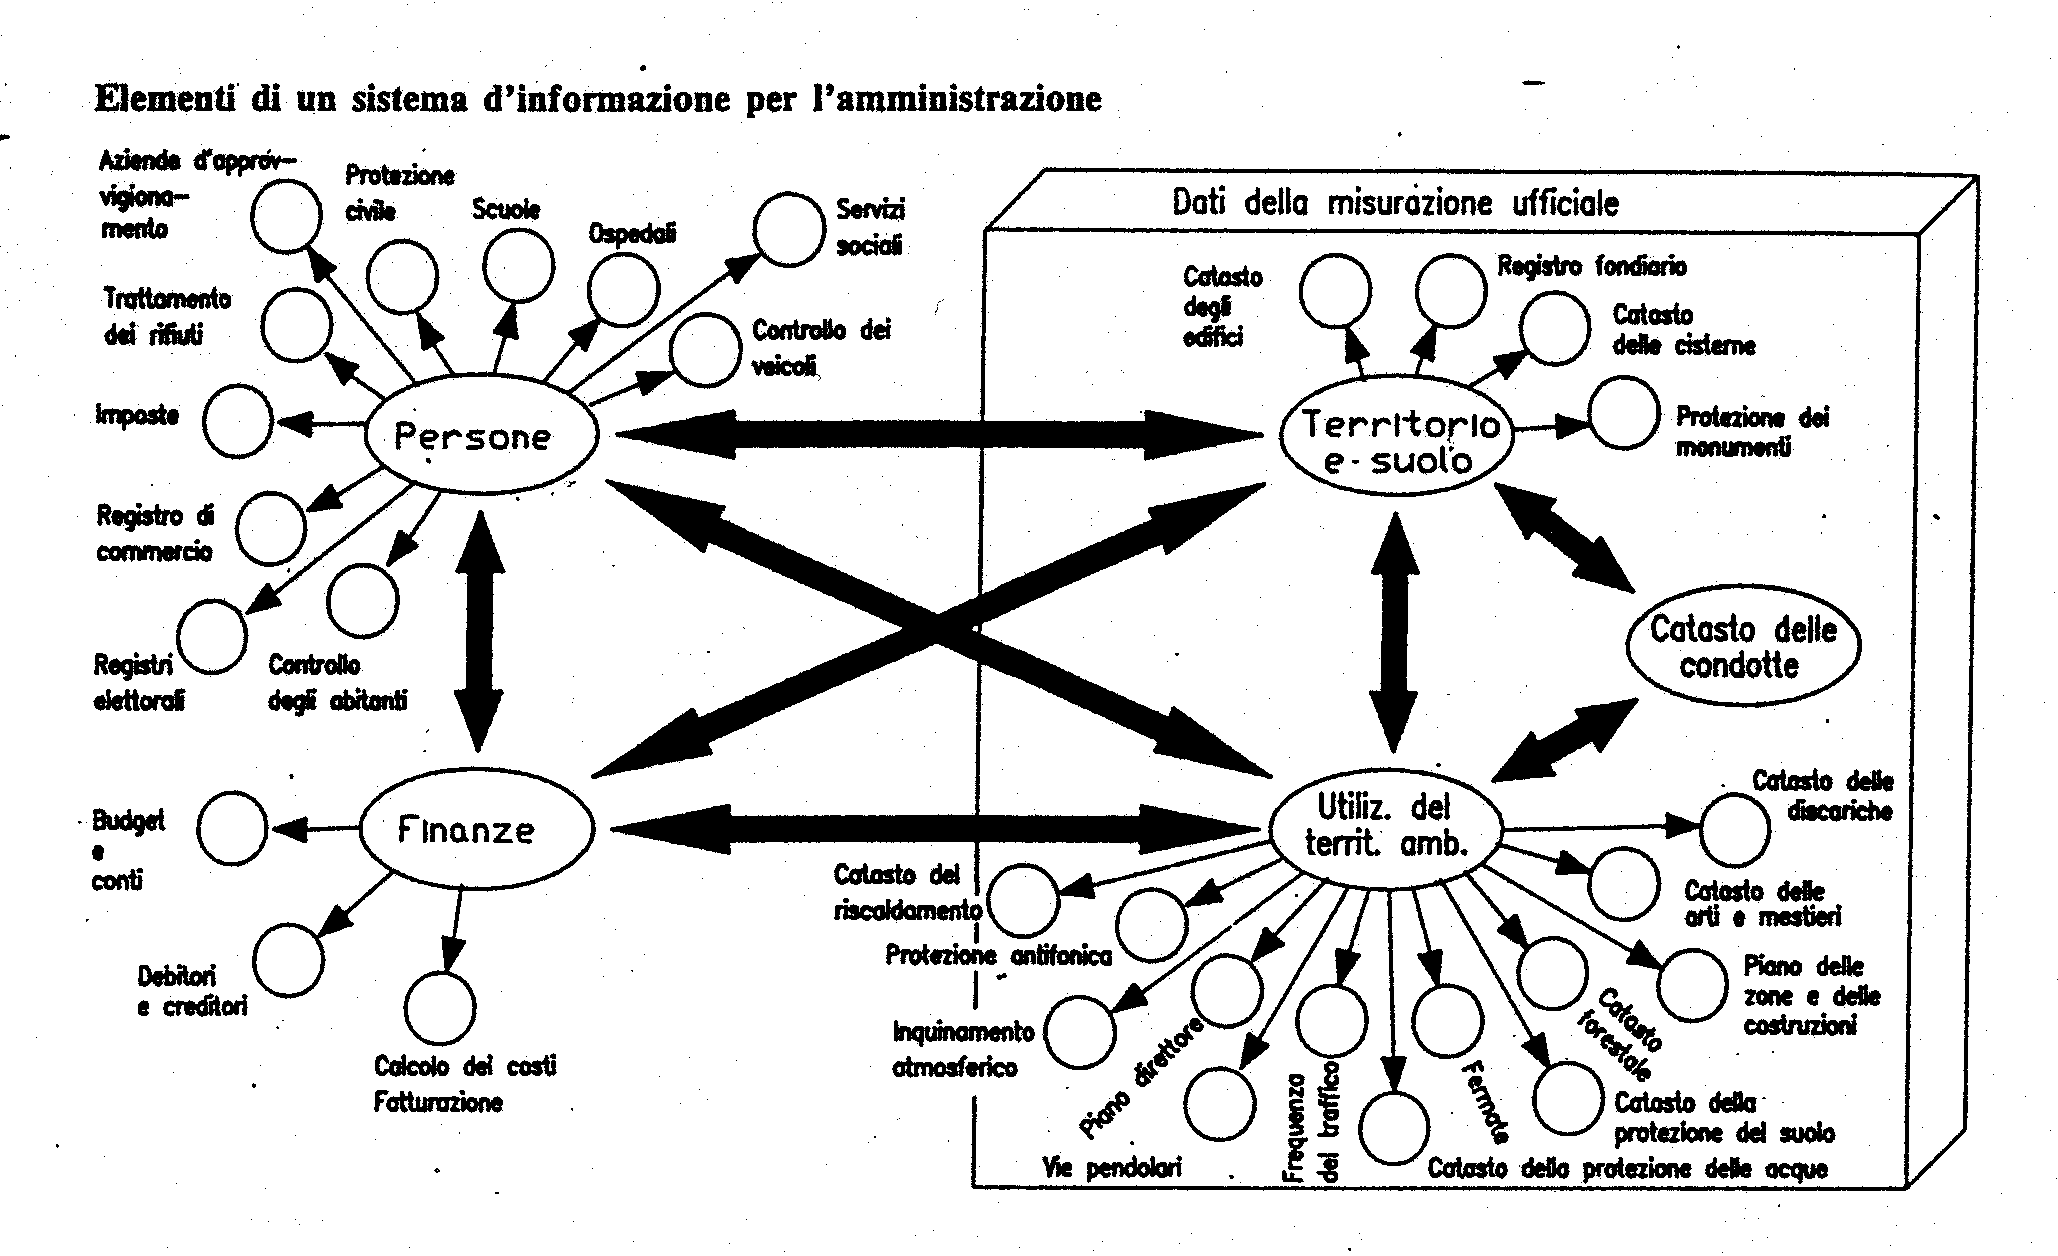 Elementi di un sistema d'informazione per l'amministrazione
Aziende d'approv-
vigiona-
mento
Protezione
civile
Scuole
Ospedali
Servizi
sociali
Trattamento
dei rifiuti
Controllo dei
veicoli
Imposte
Persone
Registro di
commercio
Registri
elettorali
Controllo
degli abitanti
Dati della misurazione ufficiale
Catasto
degli
edifici
Registro fondiario
Catasto
delle cisterne
Protezione dei
monumenti
Territorio
e suolo
Catasto delle
condotte
Budget
e
conti
Finanze
Debitori
e creditori
Calcolo dei costi
Fatturazione
Utiliz. del
territ. amb.
Catasto delle
discariche
Catasto delle
arti e mestieri
Piano delle
zone e delle
costruzioni
Catasto del
riscaldamento
Protezione antifonica
Inquinamento
atmosferico
Piano direttore
Vie pendolari
Frequenza
del traffico
Fermate
Catasto
forestale
Catasto della
protezione del suolo
Catasto della protezione delle acque